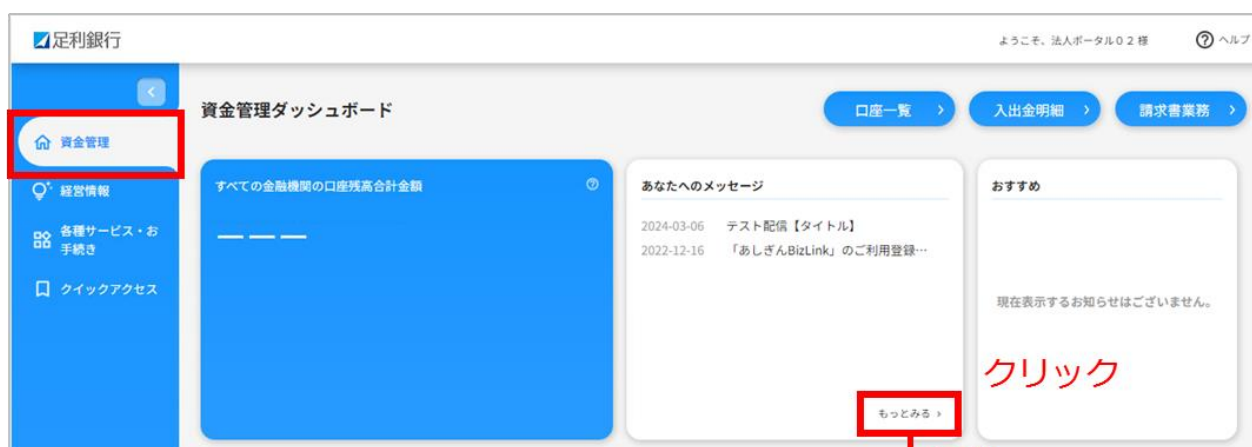 足利銀行
ようこそ、法人ポータル02様
ヘルプ
資金管理ダッシュボード
口座一覧
入出金明細
請求書業務
資金管理
経営情報
各種サービス・お
手続き
クイックアクセス
すべての金融機関の口座残高合計金額
ーーー
あなたへのメッセージ
2024-03-06 テスト配信【タイトル】
2022-12-16 「あしぎんBizLink」のご利用登録…
もっとみる
おすすめ
現在表示するお知らせはございません。
クリック